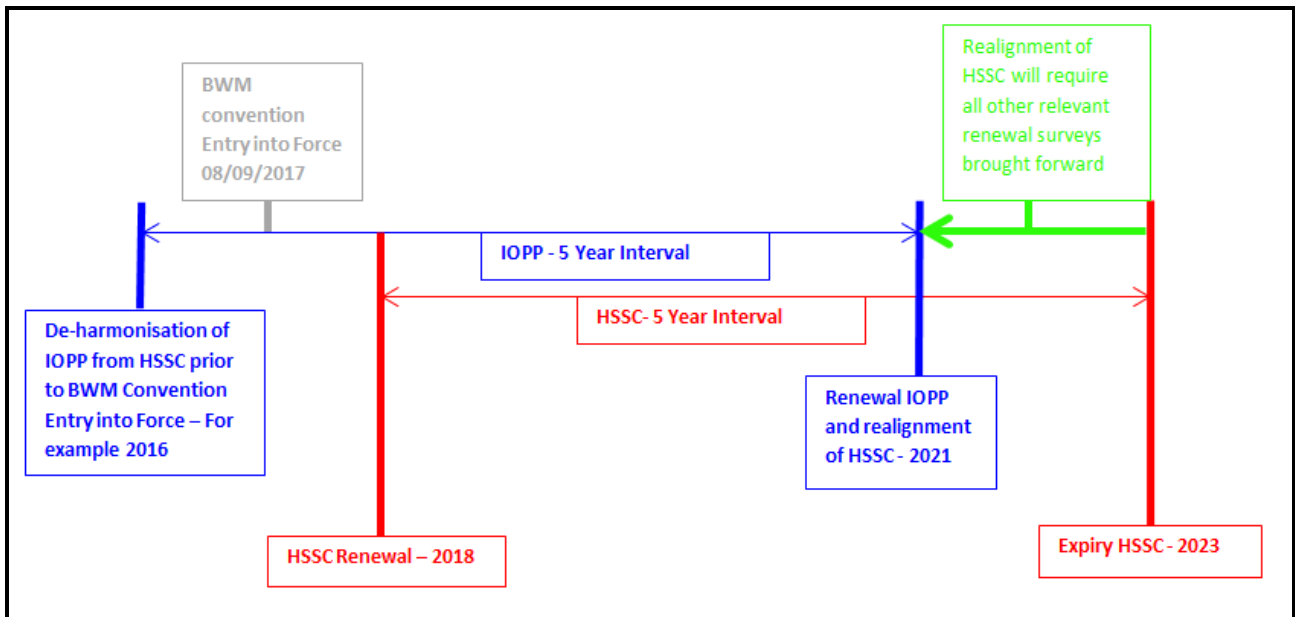 BWM
convention
Entry into Force
08/09/2017
Realignment of
HSSC will require
all other relevant
renewal surveys
brought forward
IOPP - 5 Year Interval
HSSC- 5 Year Interval
De-harmonisation of
IOPP from HSSC prior
to BWM Convention
Entry into Force – For
example 2016
Renewal IOPP
and realignment
of HSSC - 2021
HSSC Renewal – 2018
Expiry HSSC - 2023